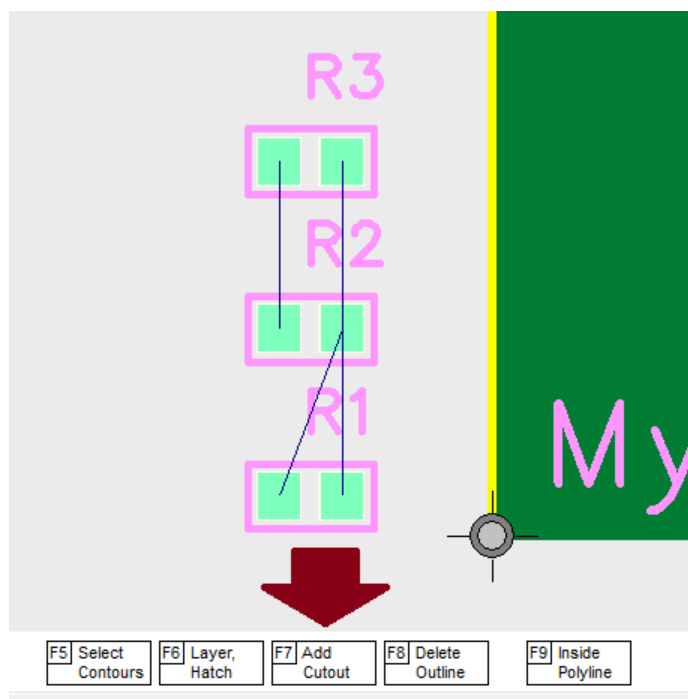 R3
R2
R1
My
F5 Select Contours
F6 Layer, Hatch
F7 Add Cutout
F8 Delete Outline
F9 Inside Polyline